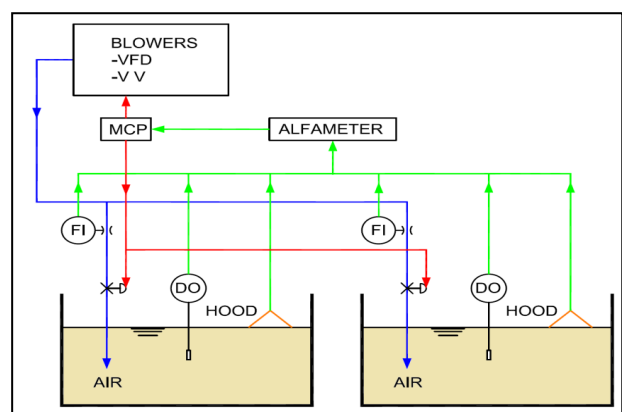 BLOWERS
-VFD
-V V
MCP
ALFAMETER
FI
FI
DO
DO
HOOD
HOOD
AIR
AIR